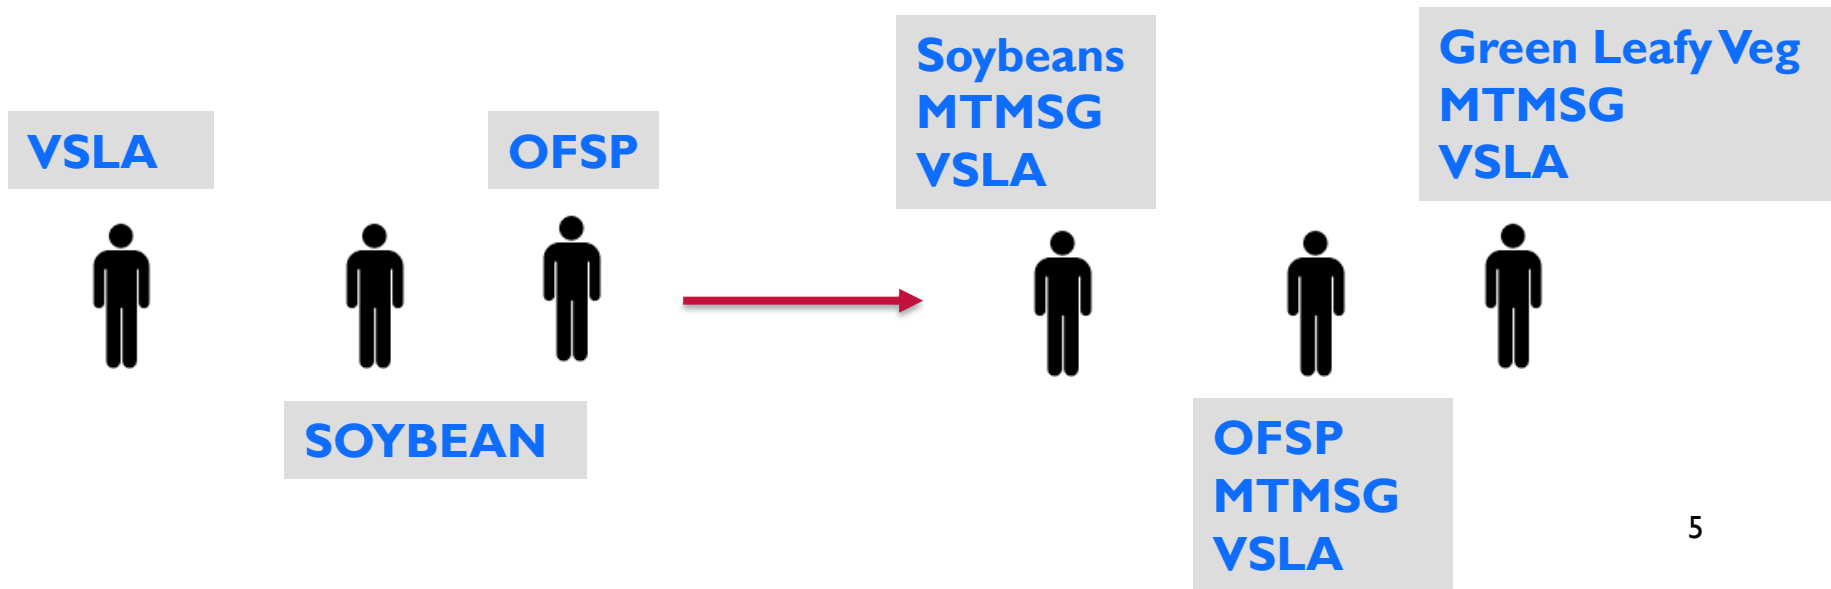 VSLA
OFSP
SOYBEAN
Soybeans
MTMSG
VSLA
Green Leafy Veg
MTMSG
VSLA
OFSP
MTMSG
VSLA
5